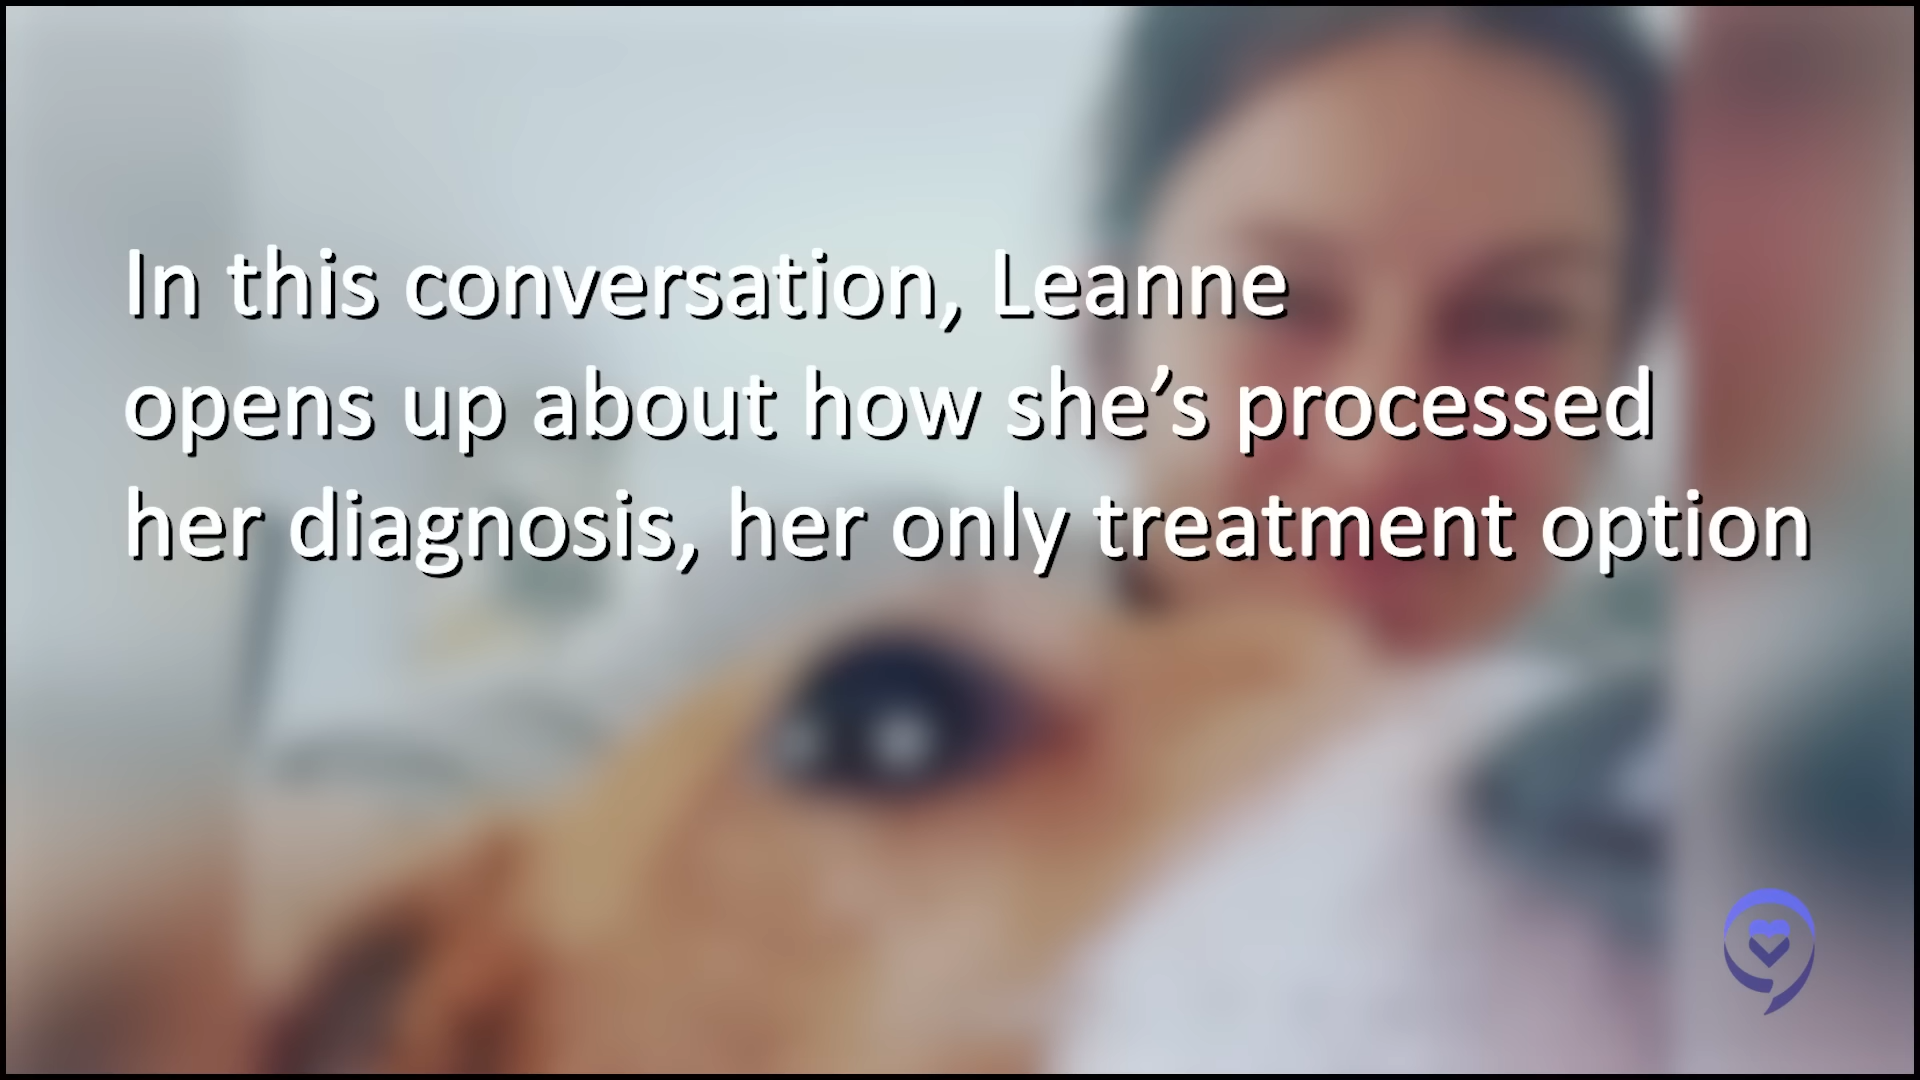 In this conversation, Leanne
opens up about how she’s processed
her diagnosis, her only treatment option